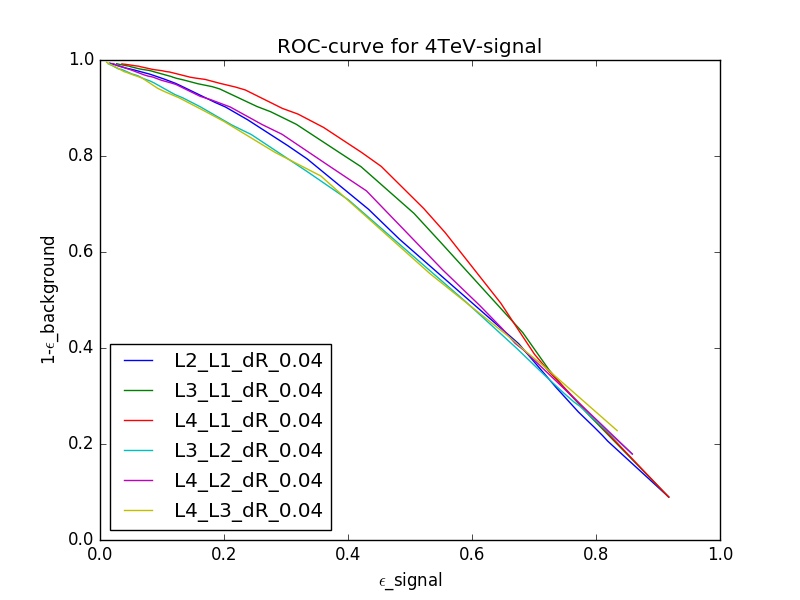 ROC-curve for 4TeV-signal
1.0
0.8
0.6
0.4
0.2
0.0
1-ϵ_background
L2_L1_dR_0.04
L3_L1_dR_0.04
L4_L1_dR_0.04
L3_L2_dR_0.04
L4_L2_dR_0.04
L4_L3_dR_0.04
0.0 0.2 0.4 0.6 0.8 1.0
ϵ_signal